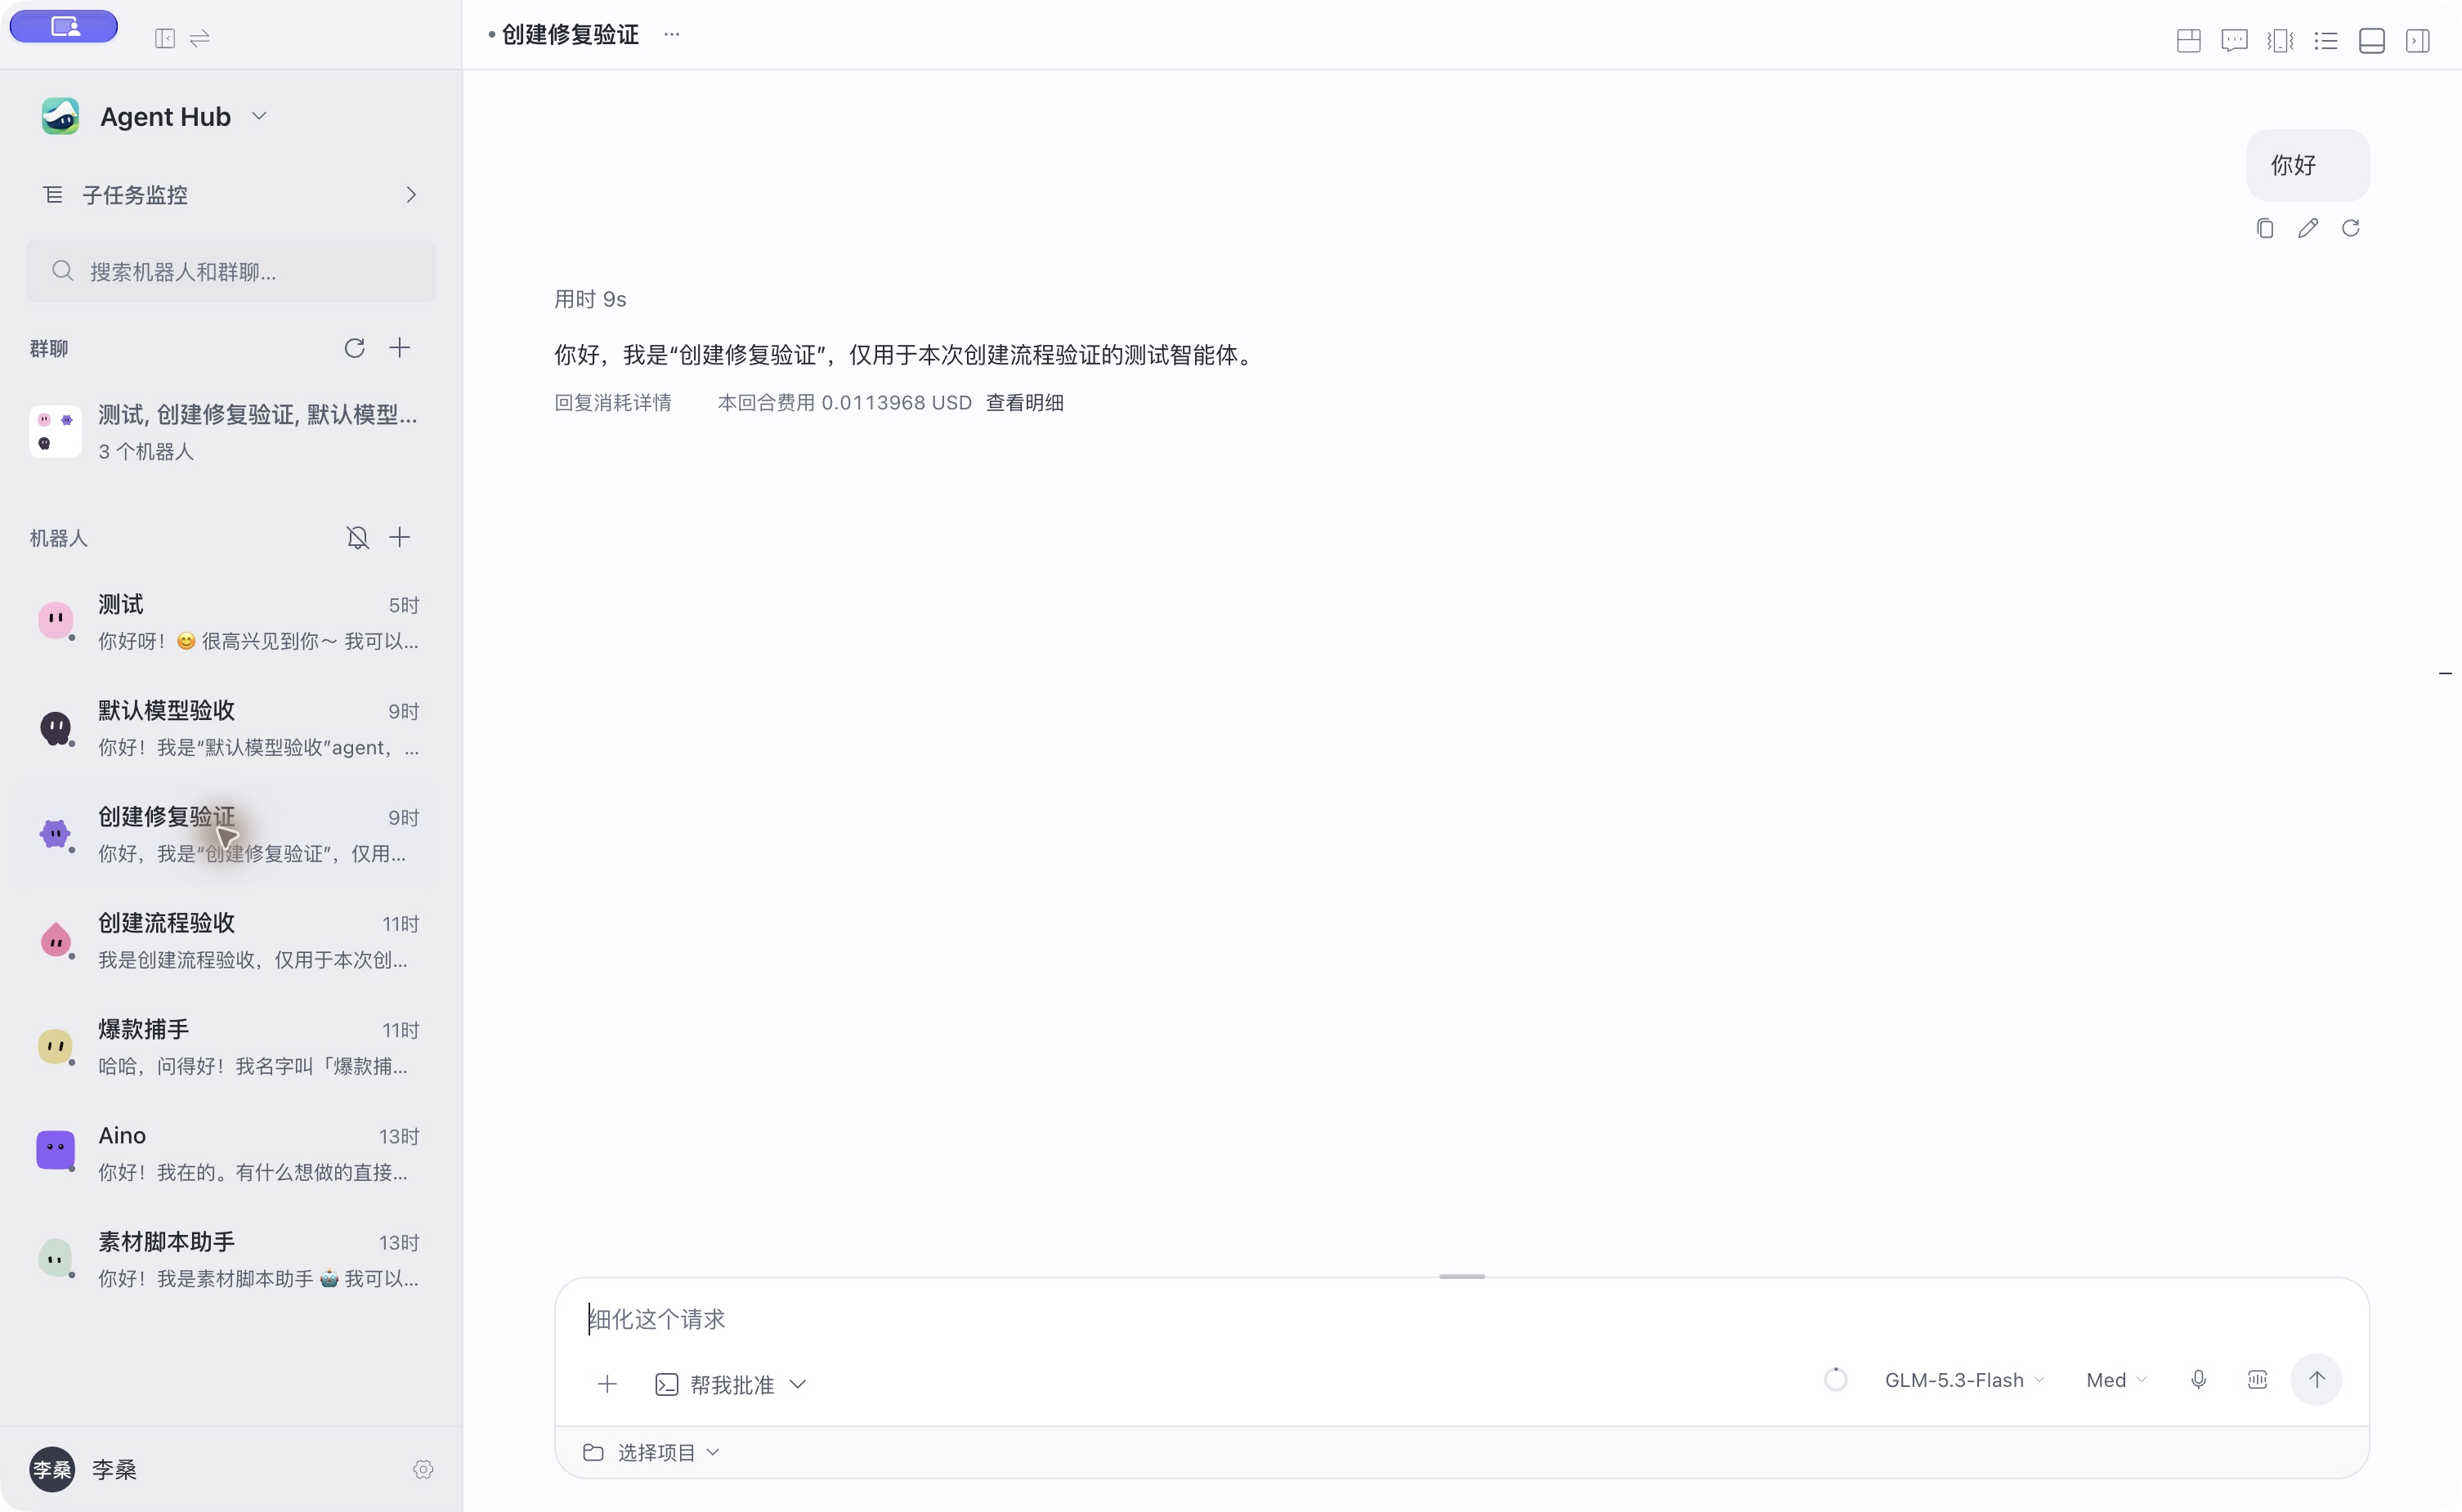 创建修复验证
Agent Hub
子任务监控
搜索机器人和群聊...
群聊
测试, 创建修复验证, 默认模型...
3 个机器人
机器人
测试 5时
你好呀！😊 很高兴见到你～ 我可以...
默认模型验收 9时
你好！我是“默认模型验收”agent，...
创建修复验证 9时
你好，我是“创建修复验证”，仅用...
创建流程验收 11时
我是创建流程验收，仅用于本次创...
爆款捕手 11时
哈哈，问得好！我名字叫「爆款捕...
Aino 13时
你好！我在的。有什么想做的直接...
素材脚本助手 13时
你好！我是素材脚本助手 🤖 我可以...
李桑 李桑
你好
用时 9s
你好，我是“创建修复验证”，仅用于本次创建流程验证的测试智能体。
回复消耗详情 本回合费用 0.0113968 USD 查看明细
细化这个请求
帮我批准 GLM-5.3-Flash Med
选择项目